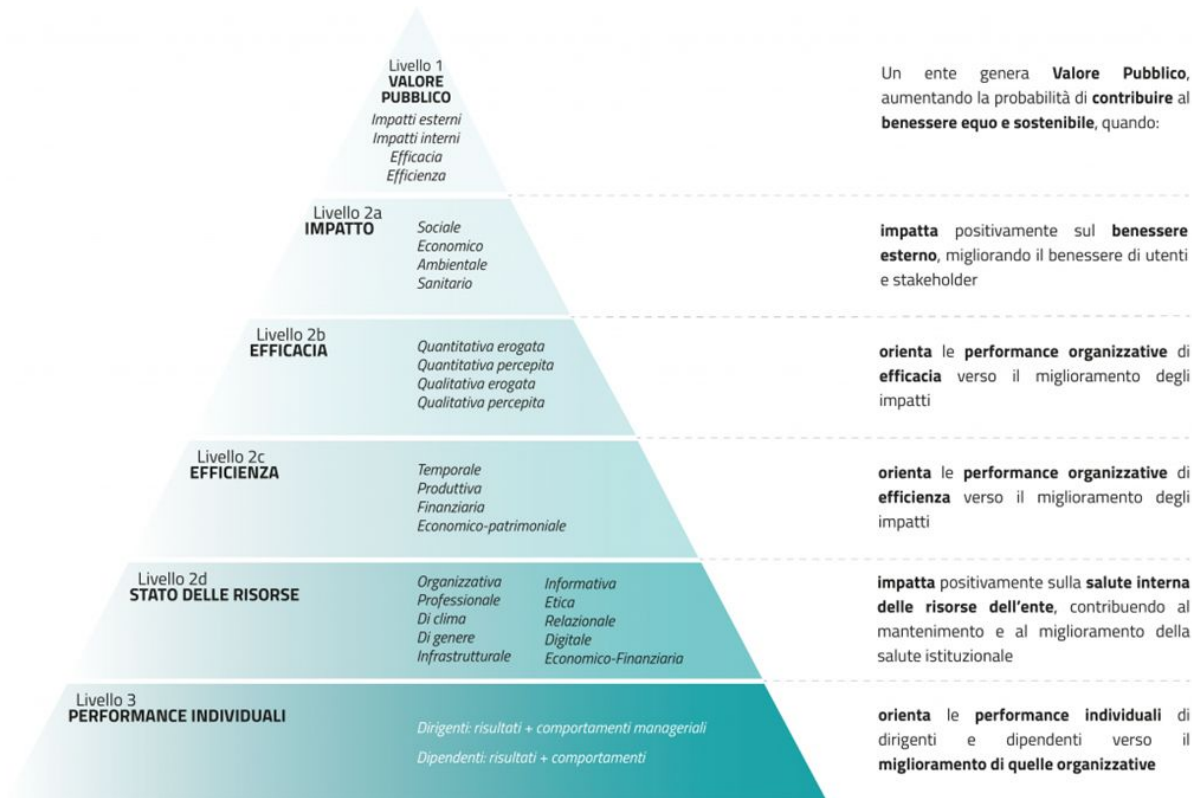 Livello 1
VALORE
PUBBLICO
Impatti esterni
Impatti interni
Efficacia
Efficienza
Un ente genera Valore Pubblico,
aumentando la probabilità di contribuire al
benessere equo e sostenibile, quando:
Livello 2a
IMPATTO
Sociale
Economico
Ambientale
Sanitario
impatta positivamente sul benessere
esterno, migliorando il benessere di utenti
e stakeholder
Livello 2b
EFFICACIA
Quantitativa erogata
Quantitativa percepita
Qualitativa erogata
Qualitativa percepita
orienta le performance organizzative di
efficacia verso il miglioramento degli
impatti
Livello 2c
EFFICIENZA
Temporale
Produttiva
Finanziaria
Economico-patrimoniale
orienta le performance organizzative di
efficienza verso il miglioramento degli
impatti
Livello 2d
STATO DELLE RISORSE
Organizzativa
Professionale
Di clima
Di genere
Infrastrutturale
Informativa
Etica
Relazionale
Digitale
Economico-Finanziaria
impatta positivamente sulla salute interna
delle risorse dell'ente, contribuendo al
mantenimento e al miglioramento della
salute istituzionale
Livello 3
PERFORMANCE INDIVIDUALI
Dirigenti: risultati + comportamenti manageriali
Dipendenti: risultati + comportamenti
orienta le performance individuali di
dirigenti e dipendenti verso il
miglioramento di quelle organizzative